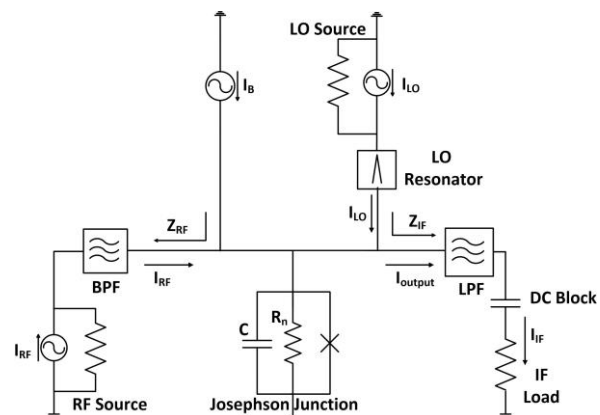 LO Source
I_B
I_LO
LO
Resonator
Z_RF
I_LO
Z_IF
BPF
I_RF
I_output
LPF
DC Block
C
R_n
I_RF
I_IF
IF
Load
RF Source
Josephson Junction